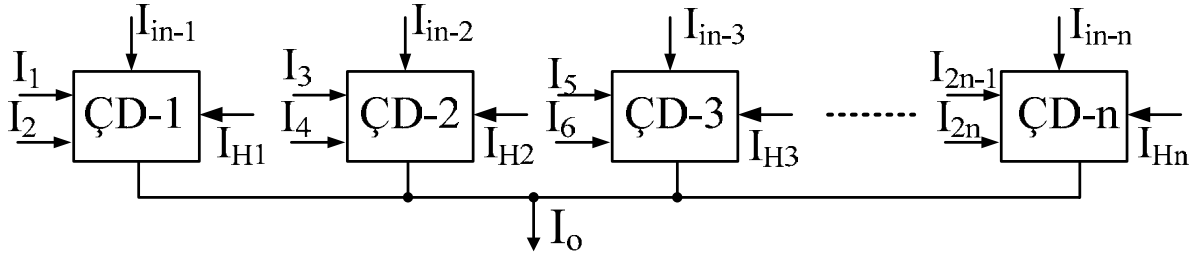 I_in-1 I_in-2 I_in-3 I_in-n
I_1 I_3 I_5 I_2n-1
ÇD-1 ÇD-2 ÇD-3 ........ ÇD-n
I_2 I_4 I_6 I_2n
I_H1 I_H2 I_H3 I_Hn
I_o